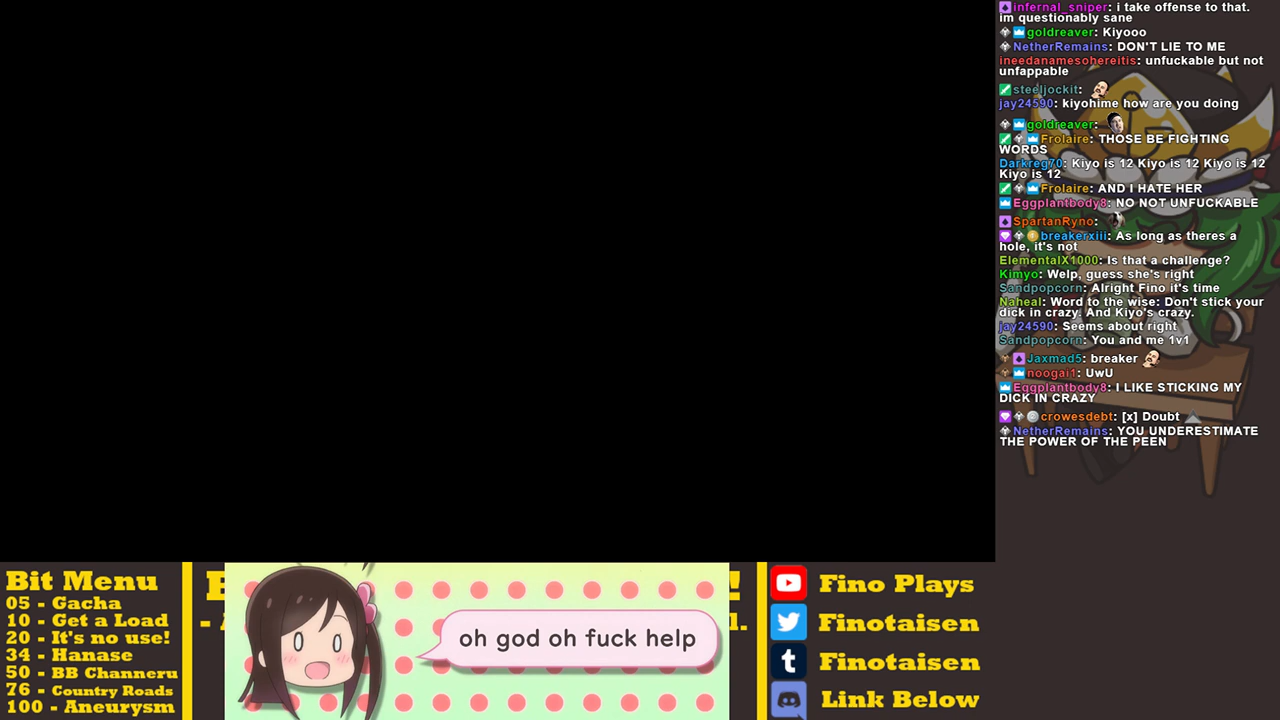 infernal_sniper: i take offense to that.
im questionably sane
goldreaver: Kiyooo
NetherRemains: DON'T LIE TO ME
ineedanamesohereitis: unfuckable but not
unfappable
steeljockit:
jay24590: kiyohime how are you doing
goldreaver:
Frolaire: THOSE BE FIGHTING
WORDS
Darkreg70: Kiyo is 12 Kiyo is 12 Kiyo is 12
Kiyo is 12
Frolaire: AND I HATE HER
Eggplantbody8: NO NOT UNFUCKABLE
SpartanRyno:
breakerxiii: As long as theres a
hole, it's not
ElementalX1000: Is that a challenge?
Kimyo: Welp, guess she's right
Sandpopcorn: Alright Fino it's time
Naheal: Word to the wise: Don't stick your
dick in crazy. And Kiyo's crazy.
jay24590: Seems about right
Sandpopcorn: You and me 1v1
Jaxmad5: breaker
noogai1: UwU
Eggplantbody8: I LIKE STICKING MY
DICK IN CRAZY
crowesdebt: [x] Doubt
NetherRemains: YOU UNDERESTIMATE
THE POWER OF THE PEEN
Bit Menu
05 - Gacha
10 - Get a Load
20 - It's no use!
34 - Hanase
50 - BB Channeru
76 - Country Roads
100 - Aneurysm
oh god oh fuck help
Fino Plays
Finotaisen
Finotaisen
Link Below